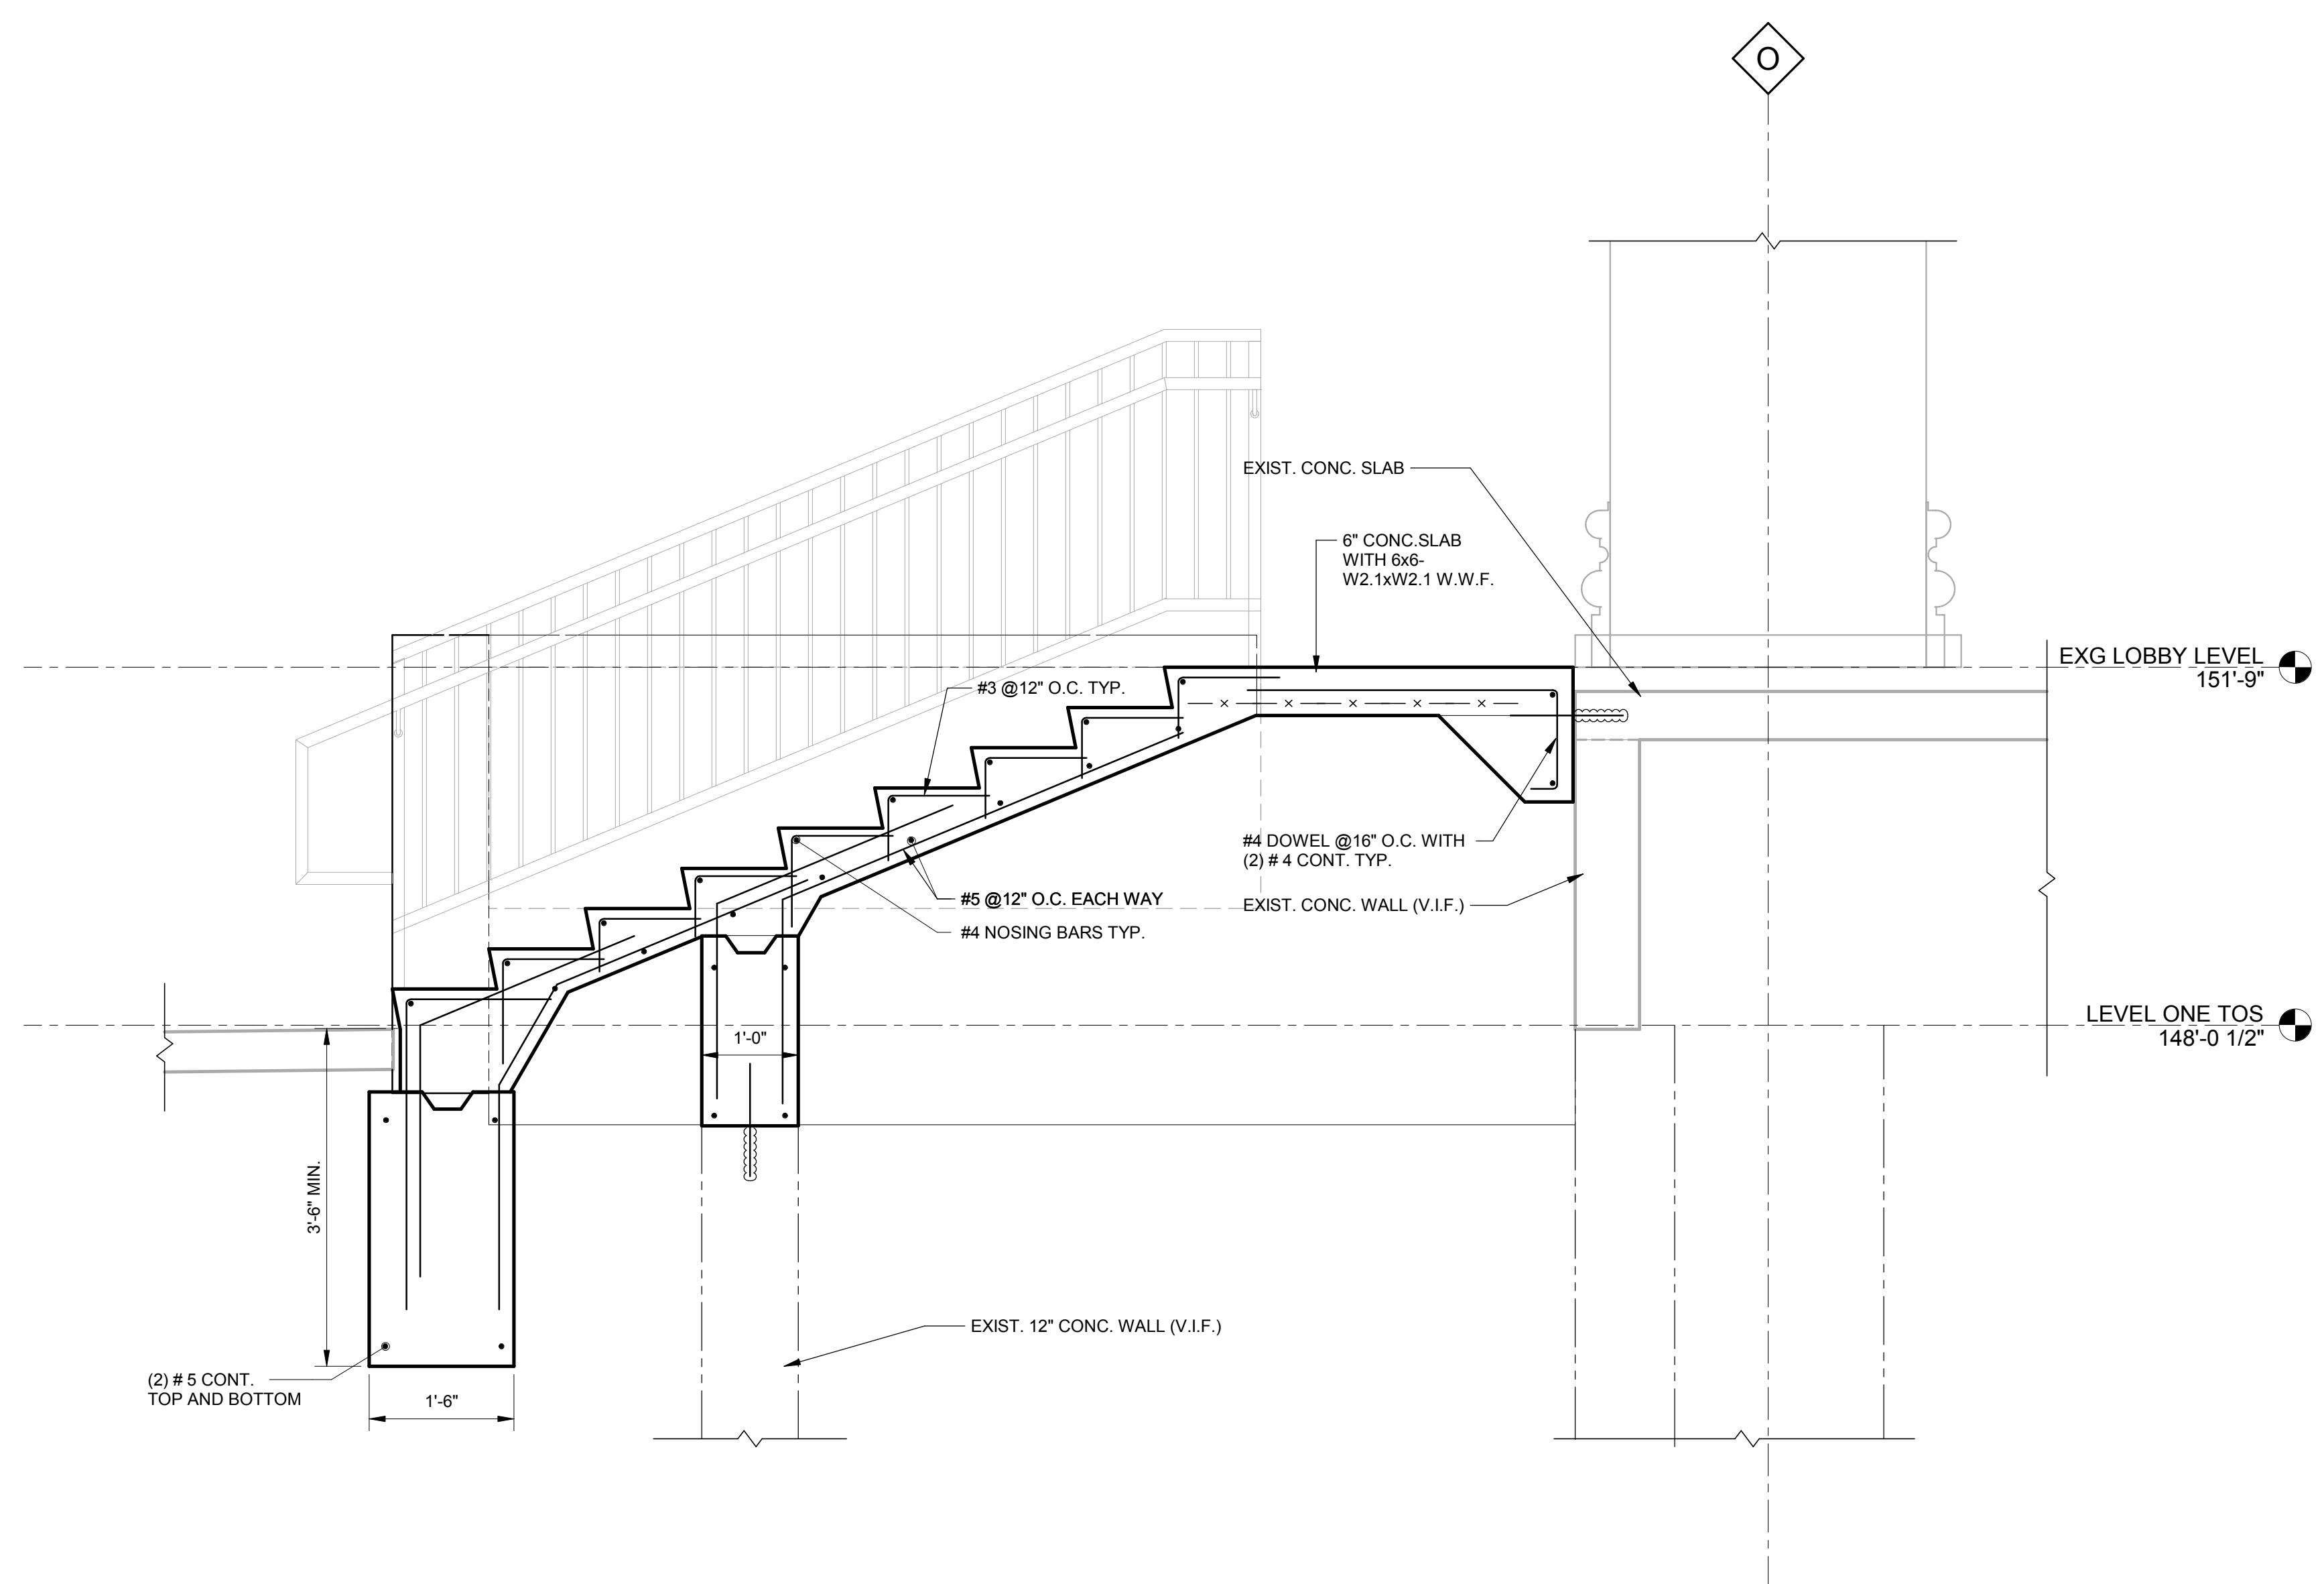 O
EXIST. CONC. SLAB
6" CONC.SLAB
WITH 6x6-
W2.1xW2.1 W.W.F.
EXG LOBBY LEVEL
151'-9"
#3 @12" O.C. TYP.
#4 DOWEL @16" O.C. WITH
(2) # 4 CONT. TYP.
#5 @12" O.C. EACH WAY
EXIST. CONC. WALL (V.I.F.)
#4 NOSING BARS TYP.
LEVEL ONE TOS
148'-0 1/2"
1'-0"
3'-6" MIN.
EXIST. 12" CONC. WALL (V.I.F.)
(2) # 5 CONT.
TOP AND BOTTOM
1'-6"